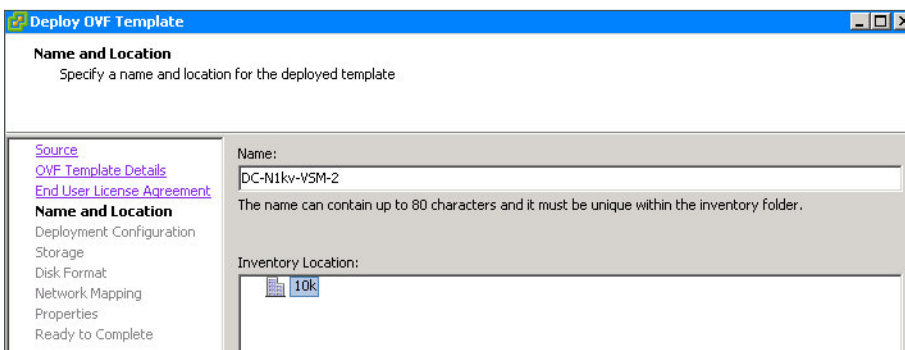 Deploy OVF Template
Name and Location
Specify a name and location for the deployed template
Source
OVF Template Details
End User License Agreement
Name and Location
Deployment Configuration
Storage
Disk Format
Network Mapping
Properties
Ready to Complete
Name:
DC-N1kv-VSM-2
The name can contain up to 80 characters and it must be unique within the inventory folder.
Inventory Location:
10k